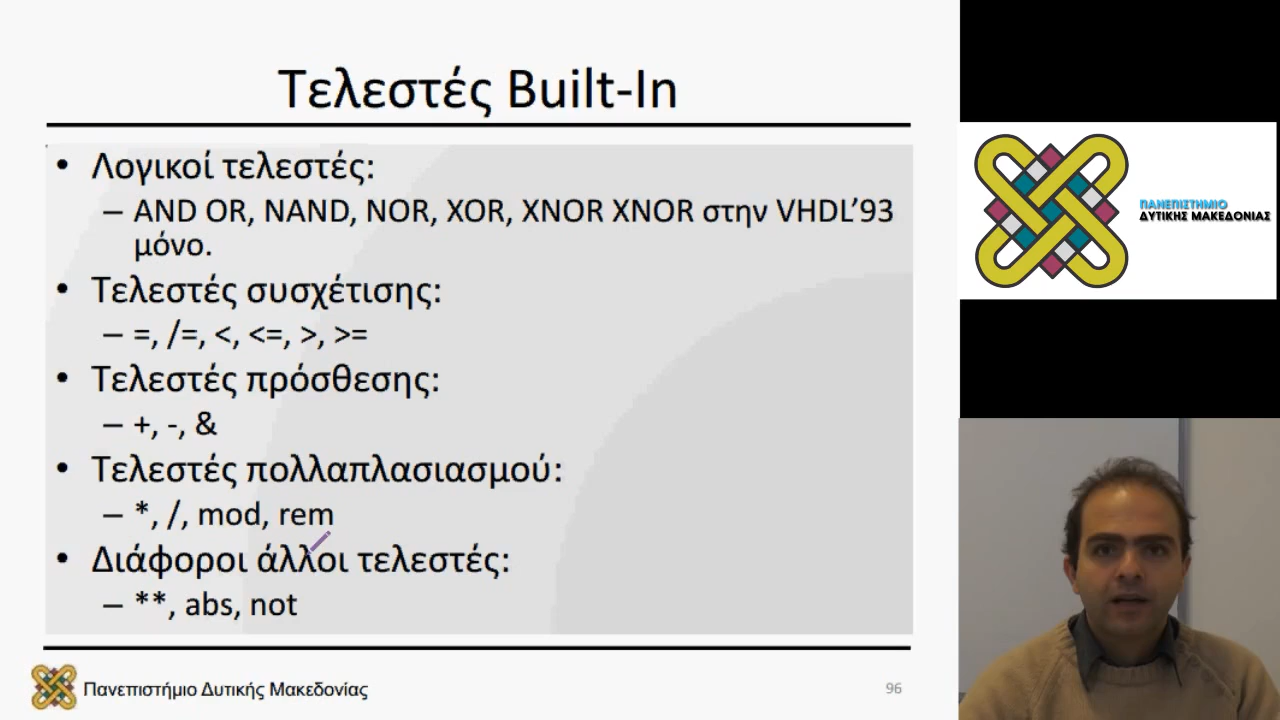 Τελεστές Built-In
• Λογικοί τελεστές:
– AND OR, NAND, NOR, XOR, XNOR XNOR στην VHDL’93
μόνο.
• Τελεστές συσχέτισης:
– =, /=, <, <=, >, >=
• Τελεστές πρόσθεσης:
– +, -, &
• Τελεστές πολλαπλασιασμού:
– *, /, mod, rem
• Διάφοροι άλλοι τελεστές:
– **, abs, not
Πανεπιστήμιο Δυτικής Μακεδονίας
96
ΠΑΝΕΠΙΣΤΗΜΙΟ
ΔΥΤΙΚΗΣ ΜΑΚΕΔΟΝΙΑΣ